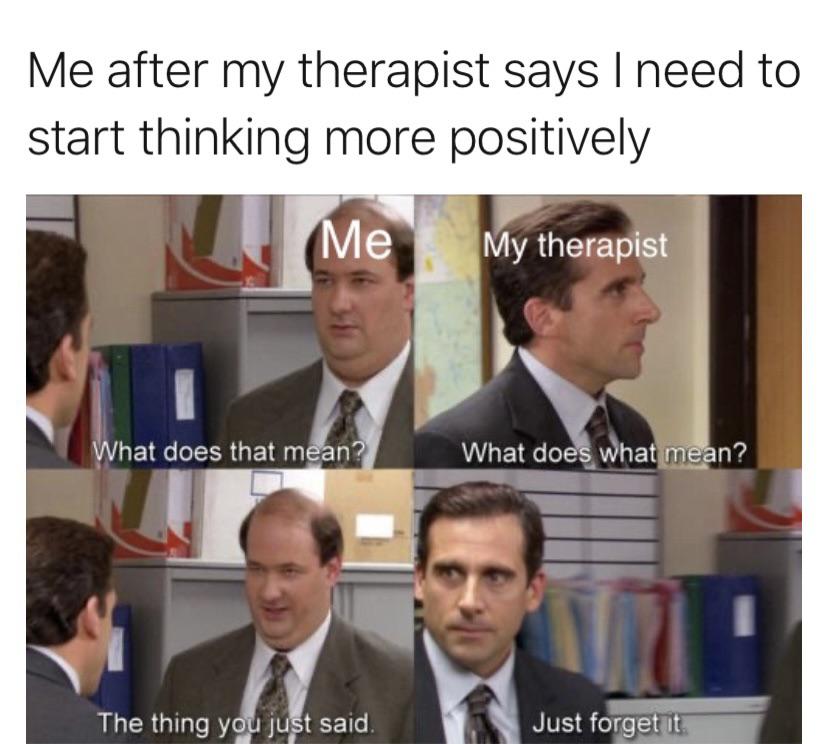 Me after my therapist says I need to
start thinking more positively
Me
My therapist
What does that mean?
What does what mean?
The thing you just said.
Just forget it.